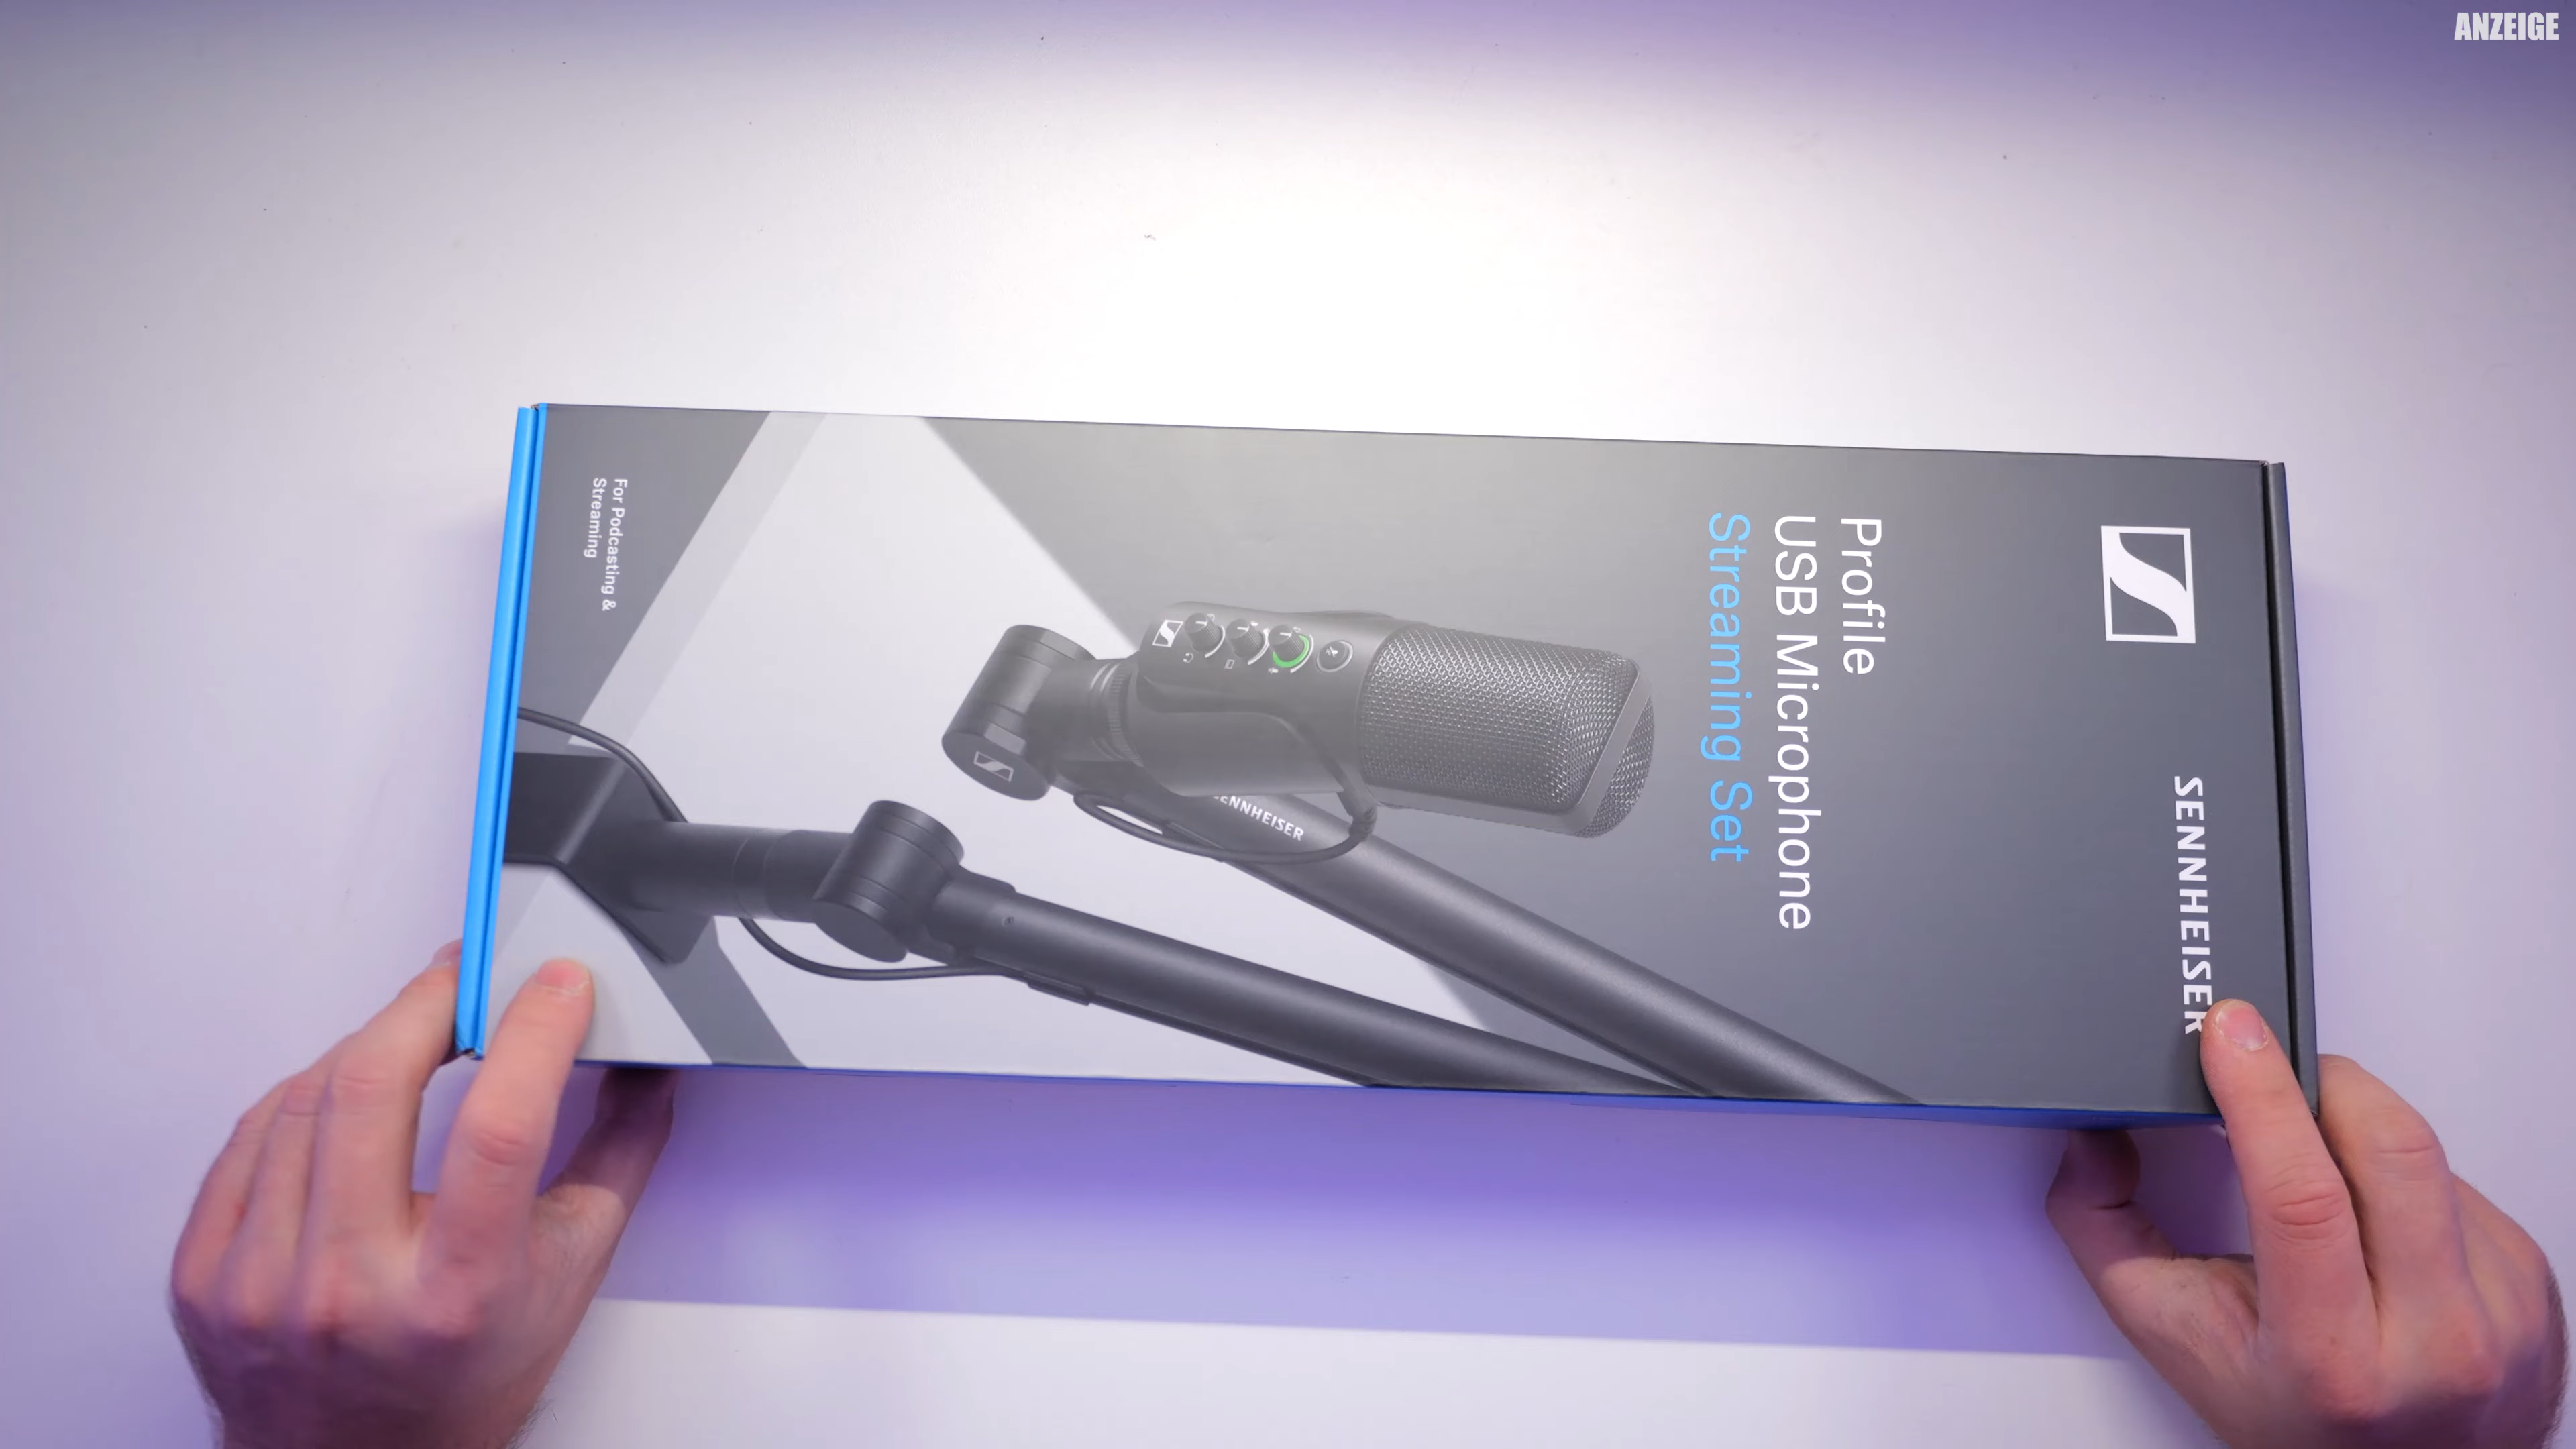 ANZEIGE
SENNHEISER
Profile
USB Microphone
Streaming Set
SENNHEISER
For Podcasting &
Streaming